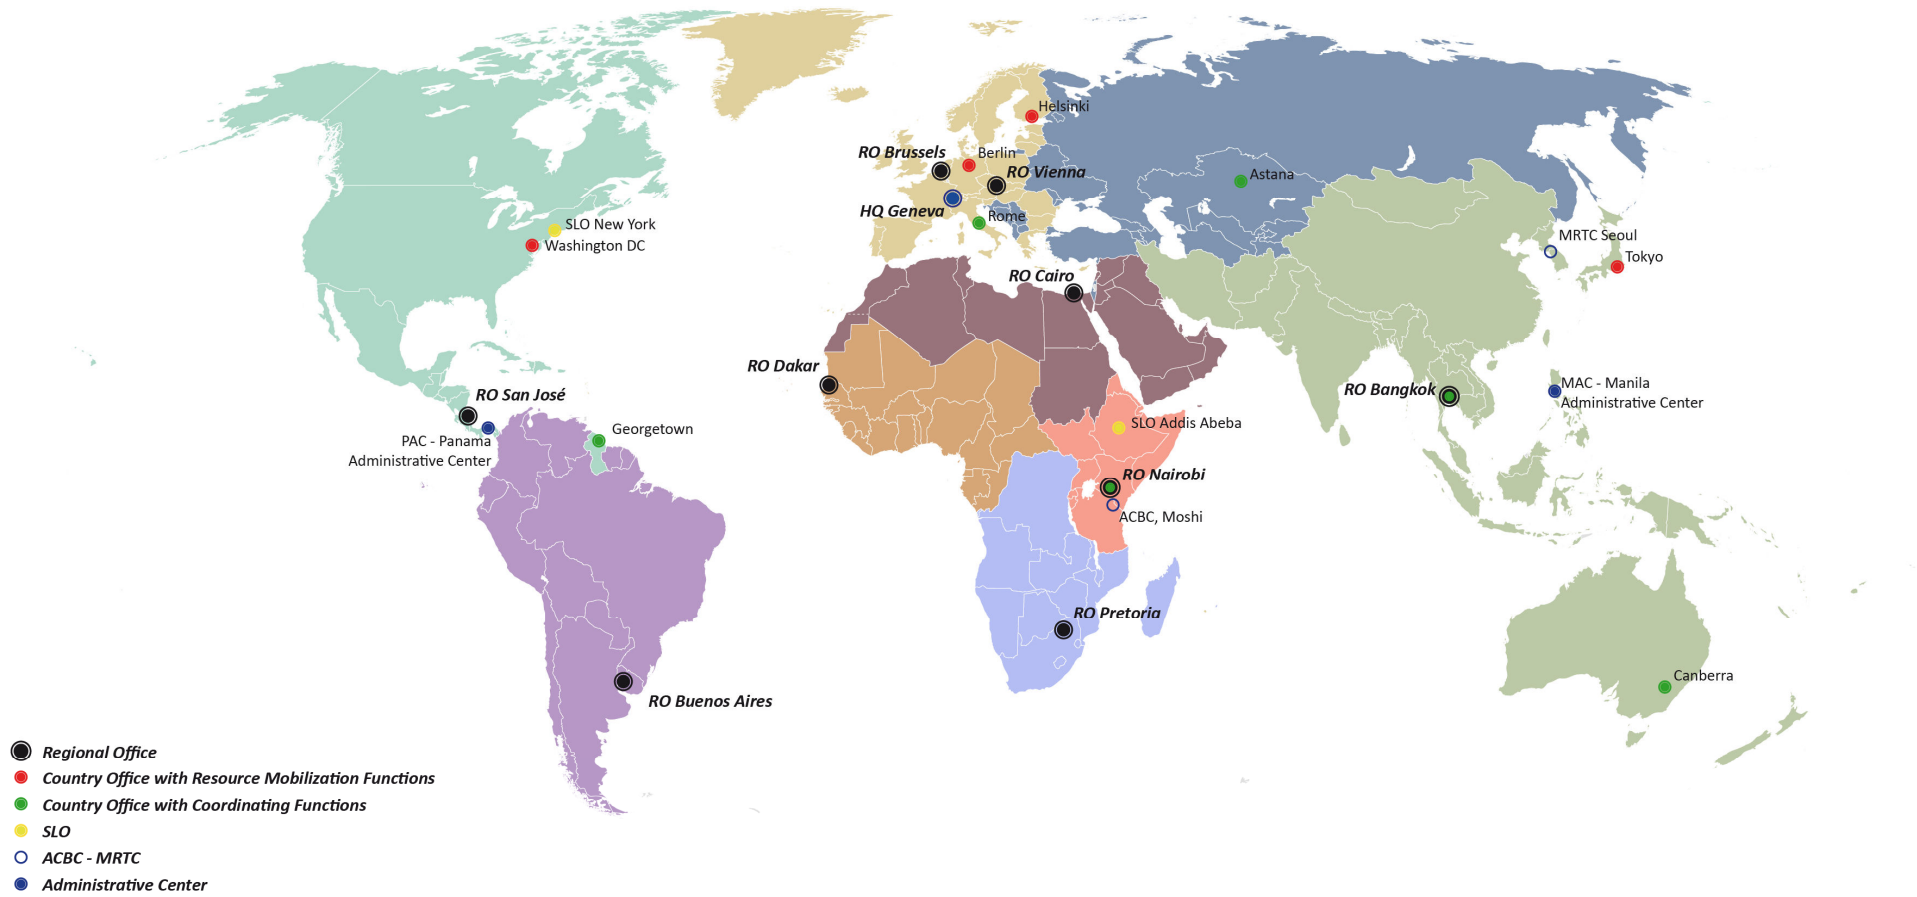 Helsinki
RO Brussels
Berlin
RO Vienna
Astana
HQ Geneva
Rome
SLO New York
Washington DC
MRTC Seoul
Tokyo
RO Cairo
RO Dakar
RO San José
RO Bangkok
MAC - Manila
Administrative Center
PAC - Panama
Administrative Center
Georgetown
SLO Addis Abeba
RO Nairobi
ACBC, Moshi
RO Pretoria
Canberra
RO Buenos Aires
Regional Office
Country Office with Resource Mobilization Functions
Country Office with Coordinating Functions
SLO
ACBC - MRTC
Administrative Center